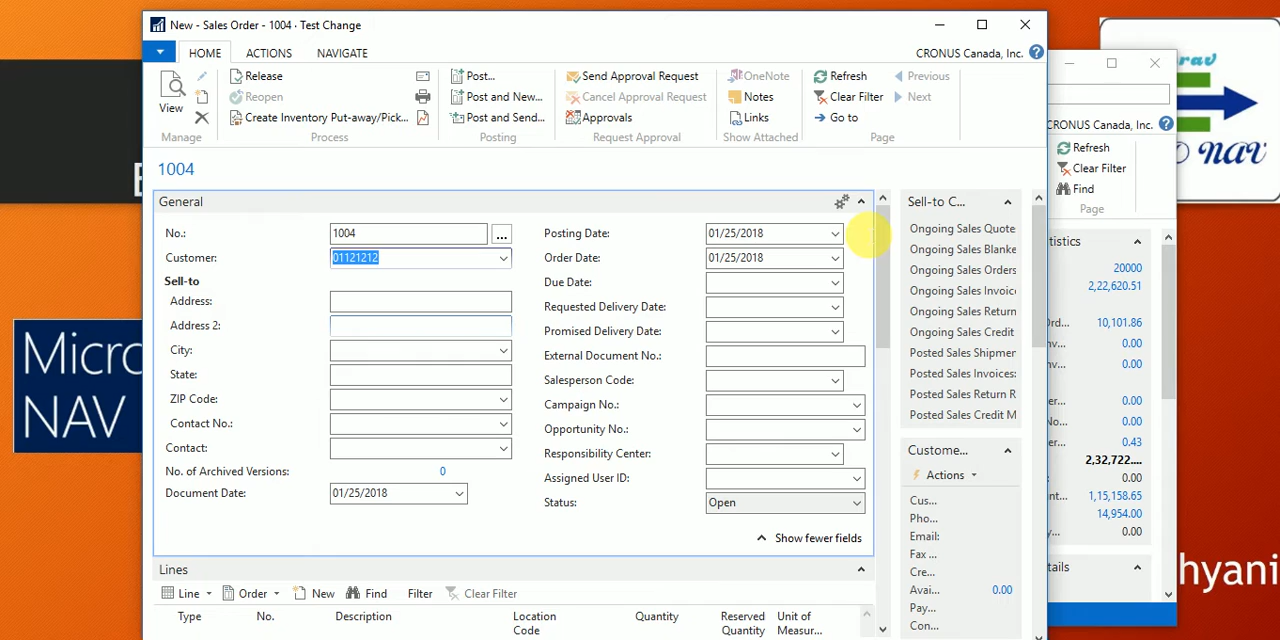 New - Sales Order - 1004 · Test Change
HOME
ACTIONS
NAVIGATE
CRONUS Canada, Inc.
View
Manage
Release
Reopen
Create Inventory Put-away/Pick...
Process
Post...
Post and New...
Post and Send...
Posting
Send Approval Request
Cancel Approval Request
Approvals
Request Approval
OneNote
Notes
Links
Show Attached
Refresh
Clear Filter
Go to
Previous
Next
Page
1004
General
No.: 1004
Customer: 01121212
Sell-to
Address:
Address 2:
City:
State:
ZIP Code:
Contact No.:
Contact:
No. of Archived Versions: 0
Document Date: 01/25/2018
Posting Date: 01/25/2018
Order Date: 01/25/2018
Due Date:
Requested Delivery Date:
Promised Delivery Date:
External Document No.:
Salesperson Code:
Campaign No.:
Opportunity No.:
Responsibility Center:
Assigned User ID:
Status: Open
Show fewer fields
Lines
Line
Order
New
Find
Filter
Clear Filter
Type
No.
Description
Location Code
Quantity
Reserved Quantity
Unit of Measur...
Sell-to C...
Ongoing Sales Quote
Ongoing Sales Blanke
Ongoing Sales Orders
Ongoing Sales Invoic
Ongoing Sales Return
Ongoing Sales Credit
Posted Sales Shipmer
Posted Sales Invoices:
Posted Sales Return R
Posted Sales Credit M
Custome...
Actions
Cus...
Pho...
Email:
Fax ...
Cre...
Avai... 0.00
Pay...
Con...
CRONUS Canada, Inc.
Refresh
Clear Filter
Find
Page
tistics
20000
2,22,620.51
Ord... 10,101.86
nv... 0.00
nv... 0.00
er... 0.00
No... 0.00
er... 0.43
2,32,722....
0.00
nt... 1,15,158.65
14,954.00
y... 0.00
tails
Micro
NAV
rav
NAV
hyani